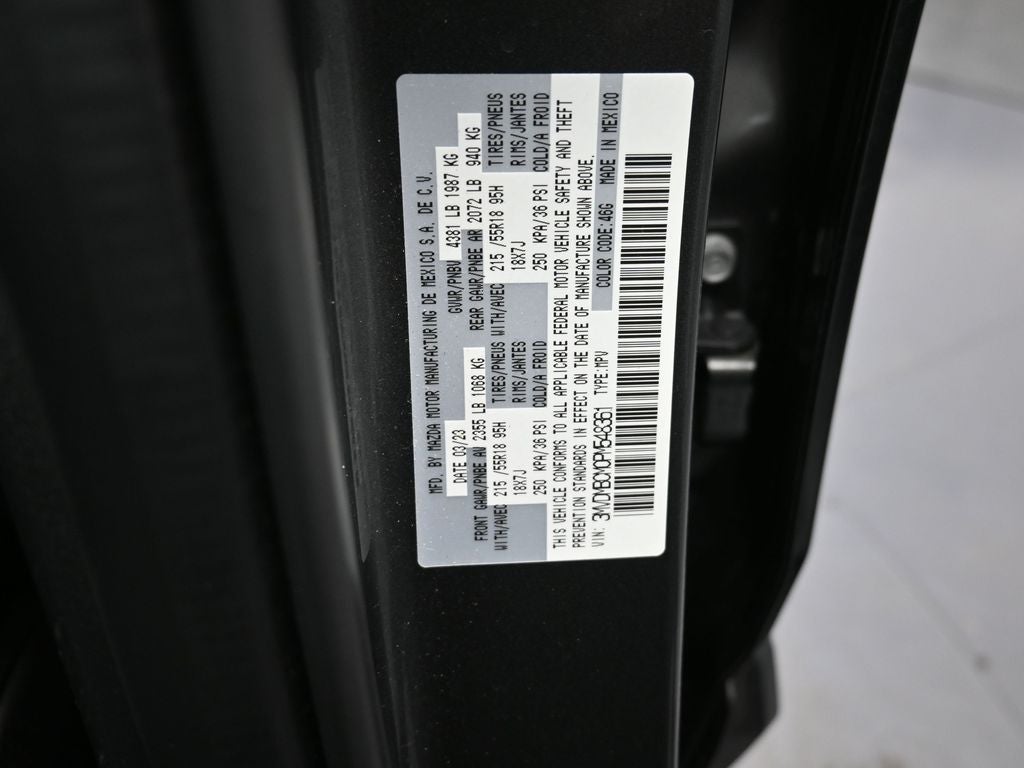 MFD. BY MAZDA MOTOR MANUFACTURING DE MEXICO S.A. DE C.V.
DATE 03/23 GVWR/PNBV 4381 LB 1987 KG
FRONT GAWR/PNBE AV 2355 LB 1068 KG REAR GAWR/PNBE AR 2072 LB 940 KG
WITH/AVEC 215 /55R18 95H TIRES/PNEUS WITH/AVEC 215 /55R18 95H TIRES/PNEUS
18X7J RIMS/JANTES 18X7J RIMS/JANTES
250 KPA/36 PSI COLD/A FROID 250 KPA/36 PSI COLD/A FROID
THIS VEHICLE CONFORMS TO ALL APPLICABLE FEDERAL MOTOR VEHICLE SAFETY AND THEFT
PREVENTION STANDARDS IN EFFECT ON THE DATE OF MANUFACTURE SHOWN ABOVE.
VIN: 3MVDMBCM0PM548361 TYPE:MPV COLOR CODE:46G MADE IN MEXICO